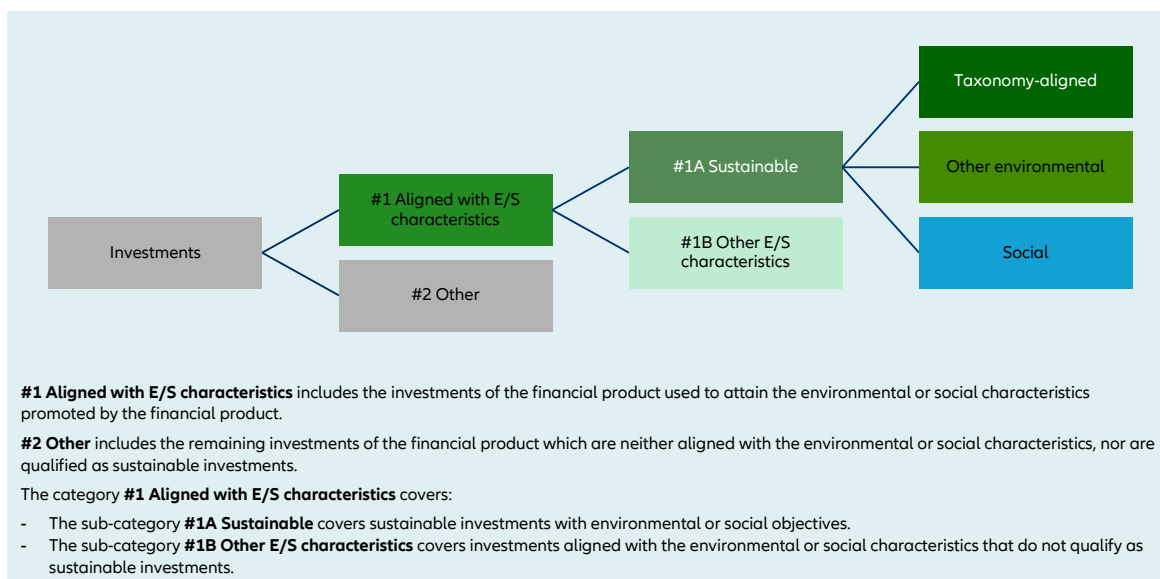 Taxonomy-aligned
#1A Sustainable
Other environmental
#1 Aligned with E/S
characteristics
Investments
#1B Other E/S
characteristics
Social
#2 Other
#1 Aligned with E/S characteristics includes the investments of the financial product used to attain the environmental or social characteristics
promoted by the financial product.
#2 Other includes the remaining investments of the financial product which are neither aligned with the environmental or social characteristics, nor are
qualified as sustainable investments.
The category #1 Aligned with E/S characteristics covers:
- The sub-category #1A Sustainable covers sustainable investments with environmental or social objectives.
- The sub-category #1B Other E/S characteristics covers investments aligned with the environmental or social characteristics that do not qualify as
sustainable investments.